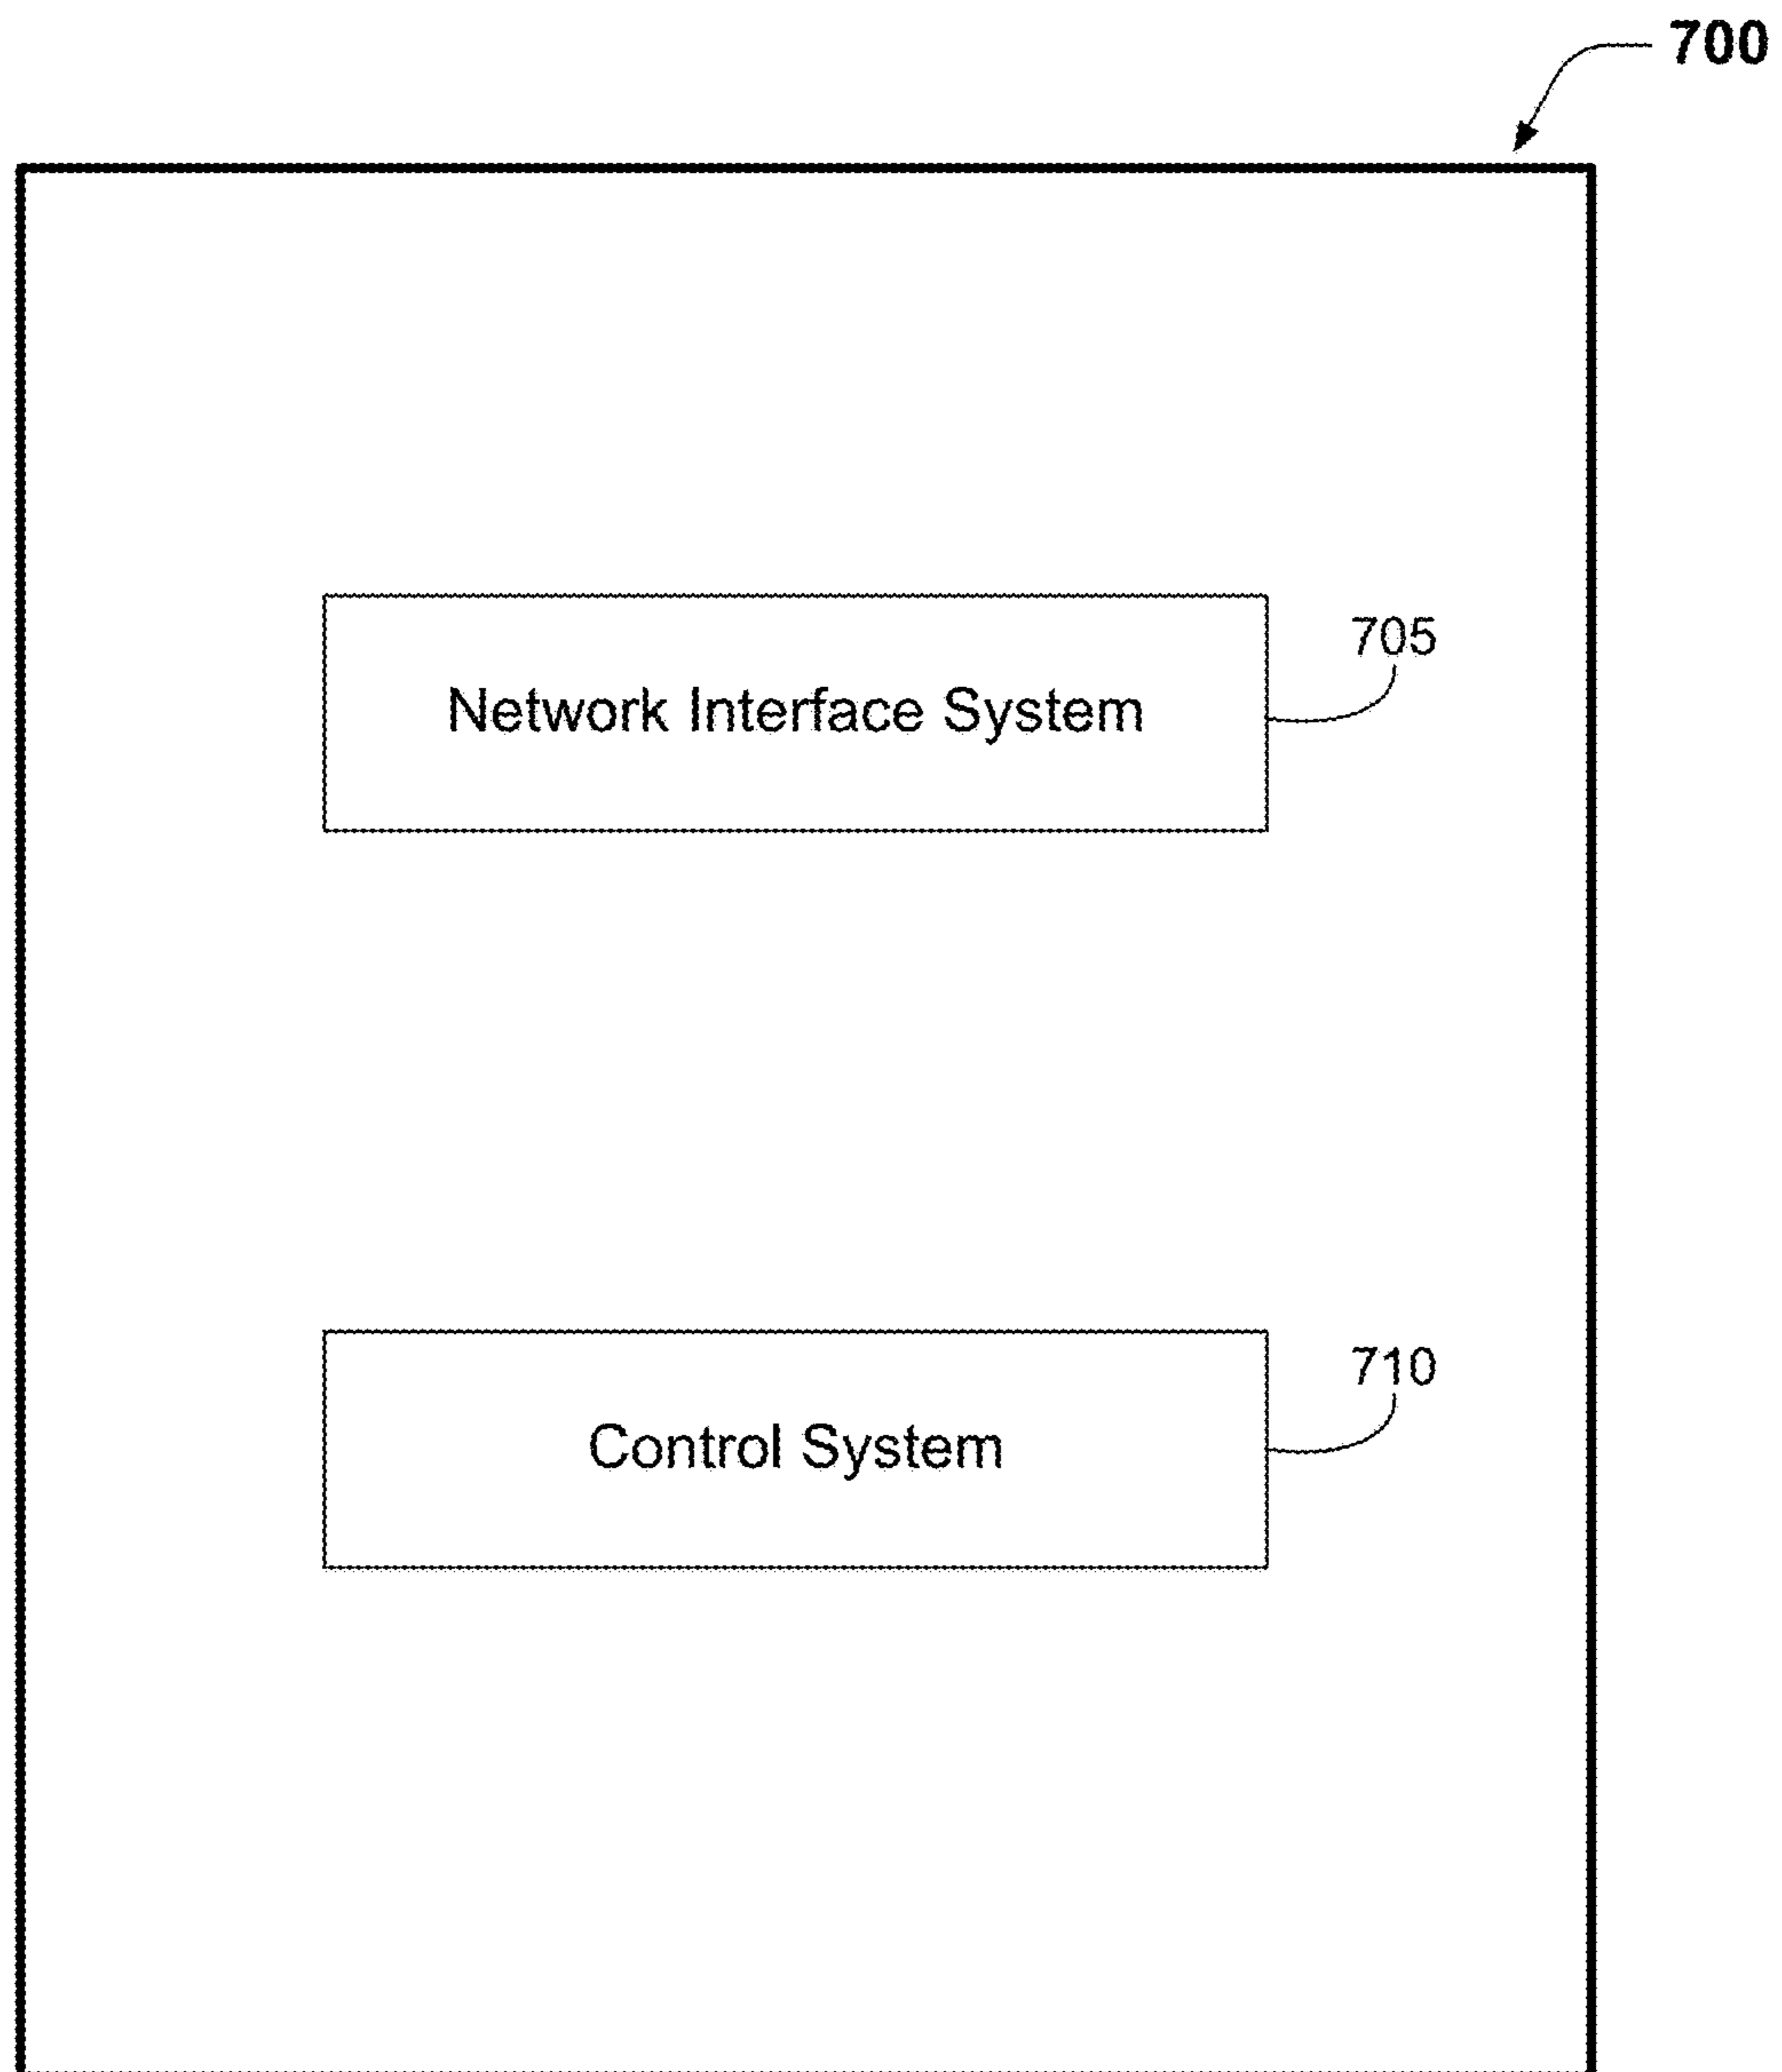 700
705
Network Interface System
710
Control System